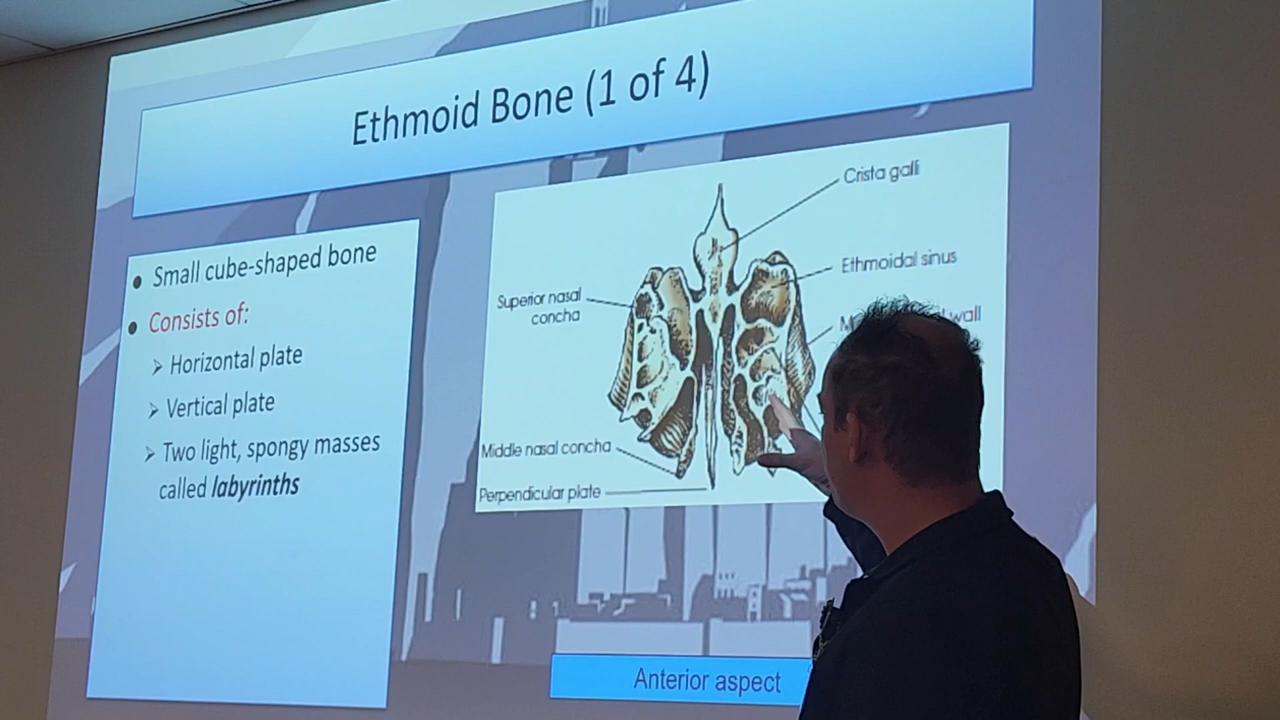 Ethmoid Bone (1 of 4)
Small cube-shaped bone
Consists of:
Horizontal plate
Vertical plate
Two light, spongy masses
called labyrinths
Crista galli
Ethmoidal sinus
Superior nasal
concha
wall
Middle nasal concha
Perpendicular plate
Anterior aspect